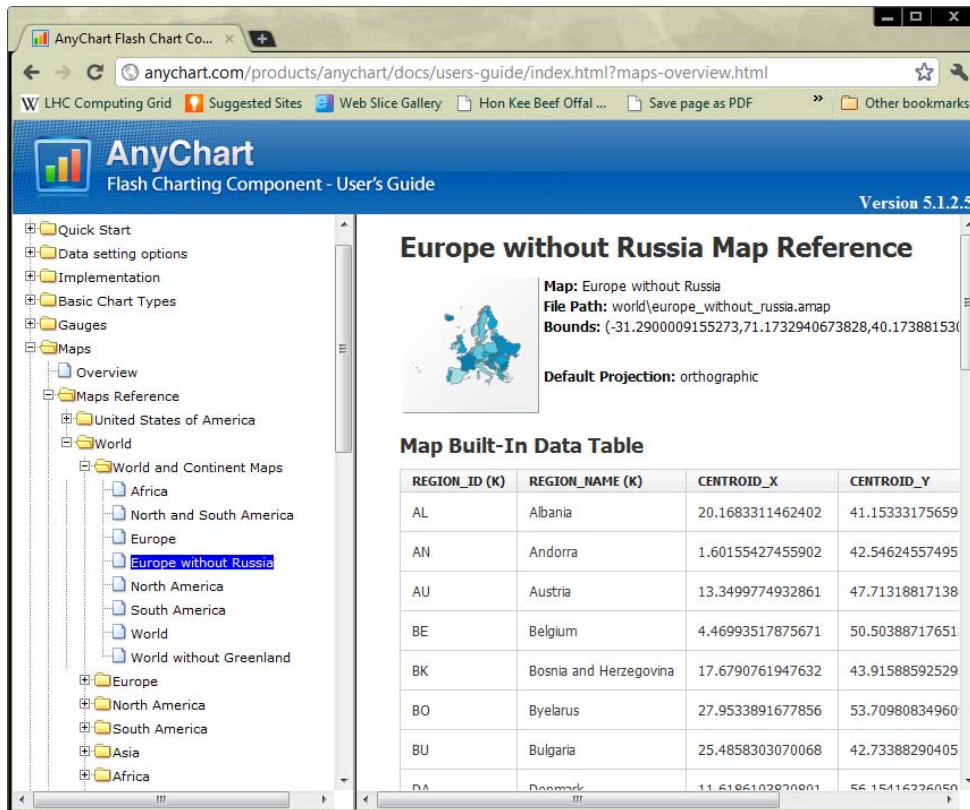 AnyChart Flash Chart Co...
anychart.com/products/anychart/docs/users-guide/index.html?maps-overview.html
W LHC Computing Grid Suggested Sites Web Slice Gallery Hon Kee Beef Offal ... Save page as PDF » Other bookmarks
AnyChart
Flash Charting Component - User's Guide
Version 5.1.2.5
Quick Start
Data setting options
Implementation
Basic Chart Types
Gauges
Maps
Overview
Maps Reference
United States of America
World
World and Continent Maps
Africa
North and South America
Europe
Europe without Russia
North America
South America
World
World without Greenland
Europe
North America
South America
Asia
Africa
Europe without Russia Map Reference
Map: Europe without Russia
File Path: world\europe_without_russia.amap
Bounds: (-31.2900009155273,71.1732940673828,40.173881530
Default Projection: orthographic
Map Built-In Data Table
REGION_ID (K) REGION_NAME (K) CENTROID_X CENTROID_Y
AL Albania 20.1683311462402 41.15333175659
AN Andorra 1.60155427455902 42.54624557495
AU Austria 13.3499774932861 47.71318817138
BE Belgium 4.46993517875671 50.50388717651
BK Bosnia and Herzegovina 17.6790761947632 43.91588592529
BO Byelarus 27.9533891677856 53.70980834960
BU Bulgaria 25.4858303070068 42.73388290405
DA Denmark 11.6186103820801 56.15416336059